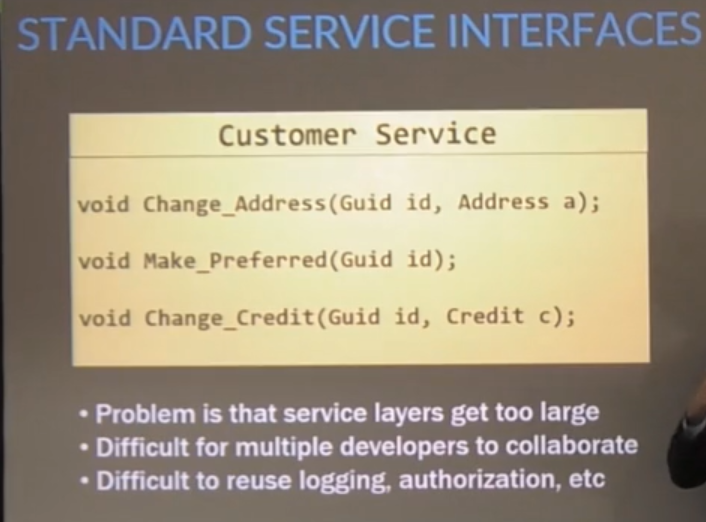 STANDARD SERVICE INTERFACES
Customer Service
void Change_Address(Guid id, Address a);
void Make_Preferred(Guid id);
void Change_Credit(Guid id, Credit c);
• Problem is that service layers get too large
• Difficult for multiple developers to collaborate
• Difficult to reuse logging, authorization, etc